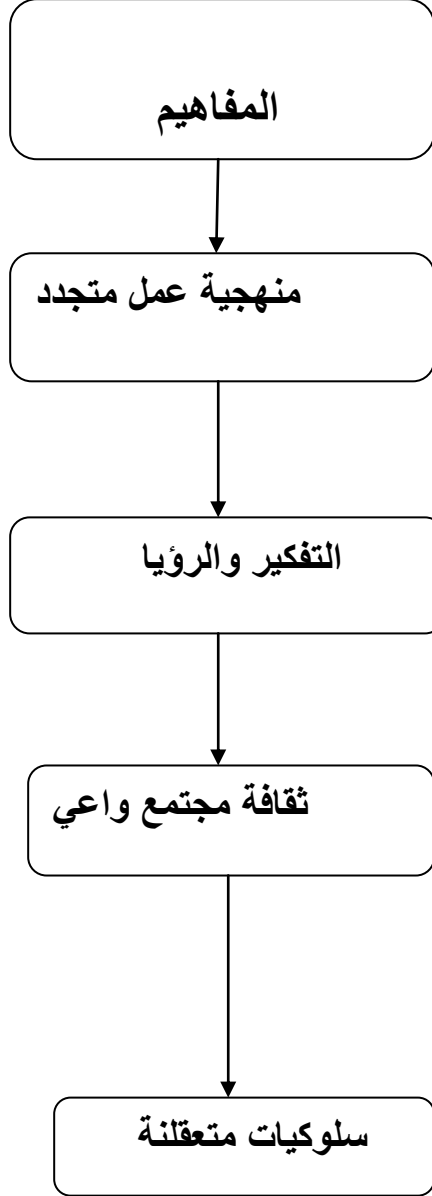 المفاهيم
منهجية عمل متجدد
التفكير والرؤيا
ثقافة مجتمع واعي
سلوكيات متعقلنة